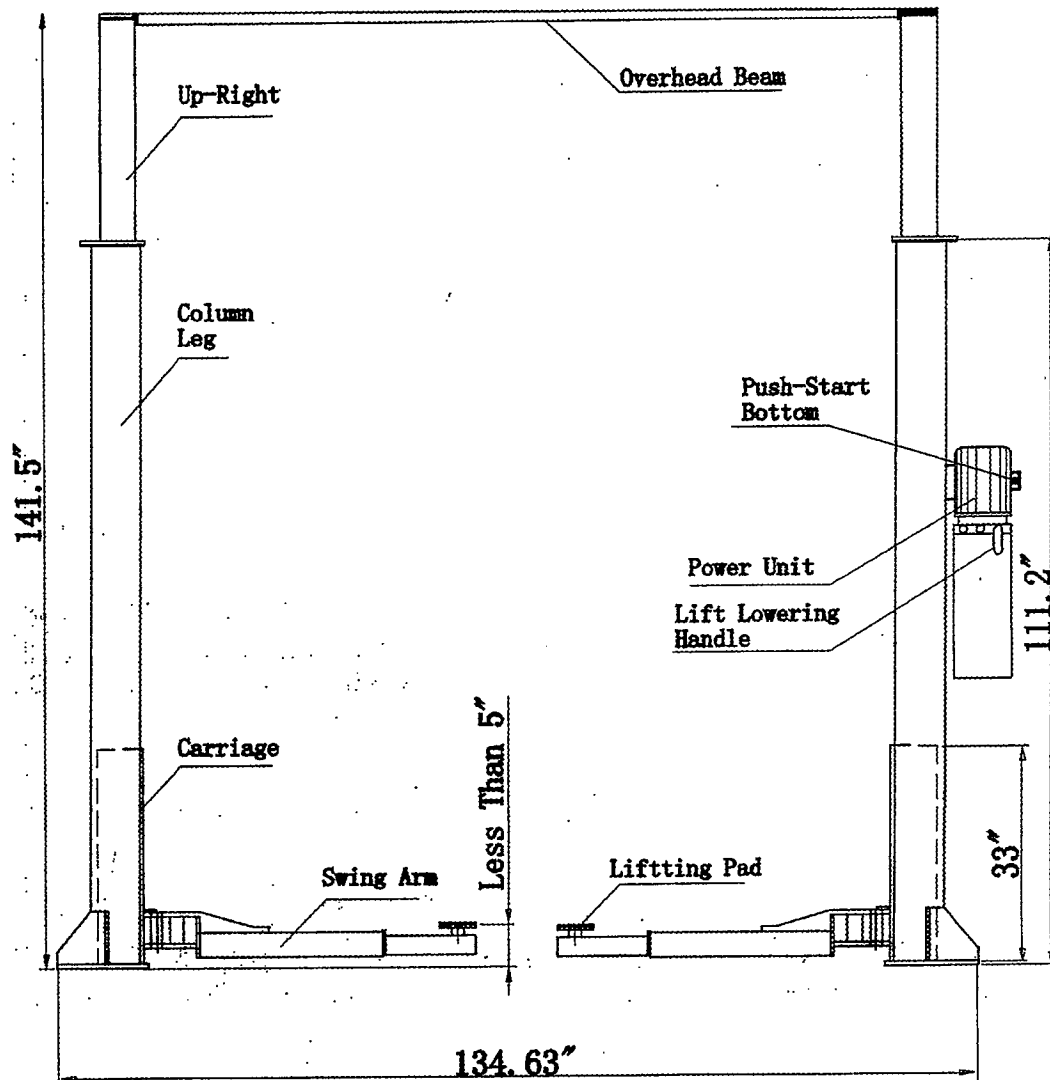 Overhead Beam
Up-Right
Column
Leg
Push-Start
Bottom
141.5"
Power Unit
Lift Lowering
Handle
111.2"
Carriage
Less Than 5"
33"
Swing Arm
Liftting Pad
134.63"